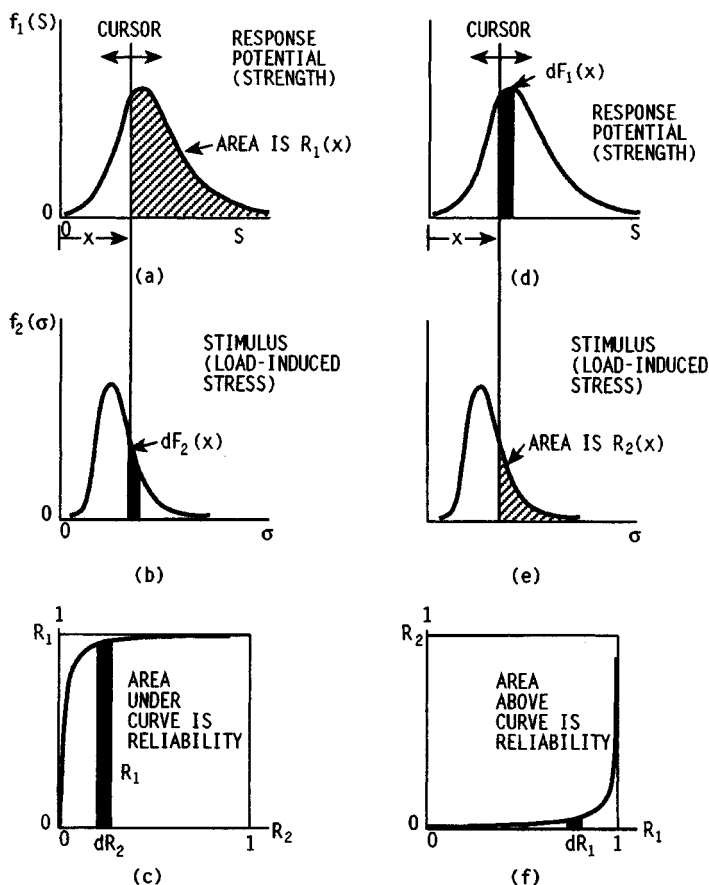 f₁(S)
CURSOR
RESPONSE
POTENTIAL
(STRENGTH)
AREA IS R₁(x)
0
0
x
S
(a)
f₂(σ)
STIMULUS
(LOAD-INDUCED
STRESS)
dF₂(x)
0
0
σ
(b)
1
R₁
AREA
UNDER
CURVE IS
RELIABILITY
R₁
0
0
dR₂
1
R₂
(c)
CURSOR
dF₁(x)
RESPONSE
POTENTIAL
(STRENGTH)
x
S
(d)
STIMULUS
(LOAD-INDUCED
STRESS)
AREA IS R₂(x)
σ
(e)
1
R₂
AREA
ABOVE
CURVE IS
RELIABILITY
0
0
dR₁
1
R₁
(f)